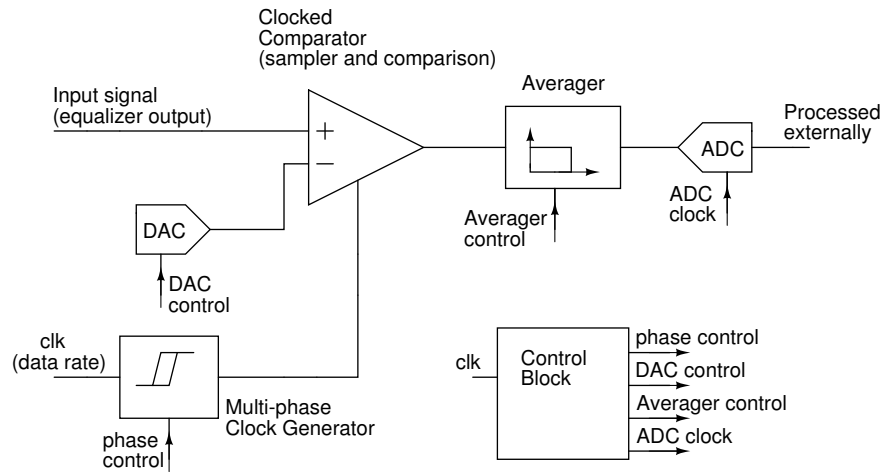 Clocked
Comparator
(sampler and comparison)
Input signal
(equalizer output)
+
−
Averager
Processed
externally
ADC
ADC
clock
Averager
control
DAC
DAC
control
clk
(data rate)
Multi-phase
Clock Generator
phase
control
clk
Control
Block
phase control
DAC control
Averager control
ADC clock